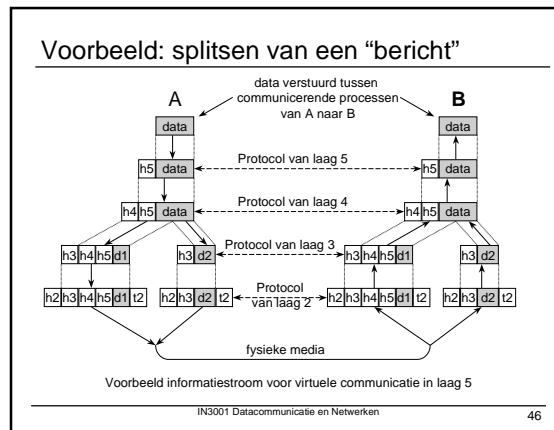 Voorbeeld: splitsen van een “bericht”
data verstuurd tussen
communicerende processen
van A naar B
A
B
data
data
Protocol van laag 5
h5 data
h5 data
Protocol van laag 4
h4 h5 data
h4 h5 data
Protocol van laag 3
h3 h4 h5 d1
h3 d2
h3 h4 h5 d1
h3 d2
Protocol
van laag 2
h2 h3 h4 h5 d1 t2
h2 h3 d2 t2
h2 h3 h4 h5 d1 t2
h2 h3 d2 t2
fysieke media
Voorbeeld informatiestroom voor virtuele communicatie in laag 5
IN3001 Datacommunicatie en Netwerken
46